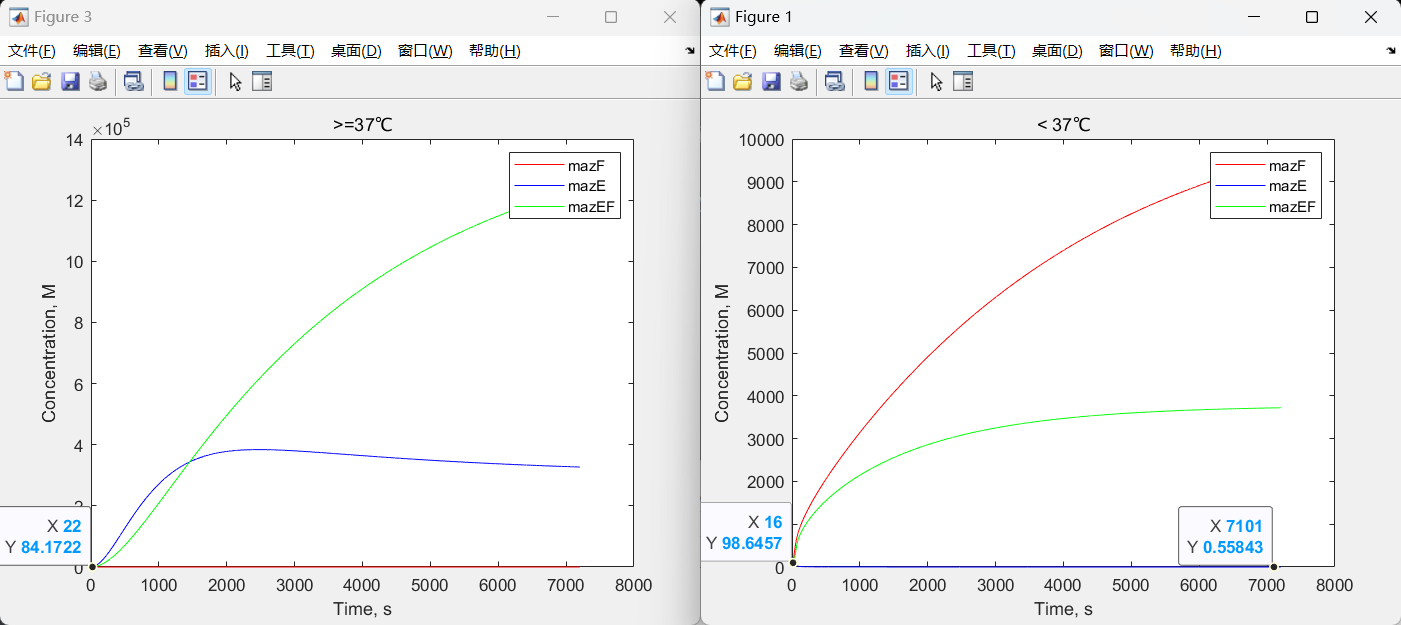 Figure 3
文件(F) 编辑(E) 查看(V) 插入(I) 工具(T) 桌面(D) 窗口(W) 帮助(H)
>=37℃
×10⁵
14
12
10
8
6
4
2
0
Concentration, M
mazF
mazE
mazEF
X 22
Y 84.1722
0 1000 2000 3000 4000 5000 6000 7000 8000
Time, s
Figure 1
文件(F) 编辑(E) 查看(V) 插入(I) 工具(T) 桌面(D) 窗口(W) 帮助(H)
< 37℃
10000
9000
8000
7000
6000
5000
4000
3000
2000
0
Concentration, M
mazF
mazE
mazEF
X 16
Y 98.6457
X 7101
Y 0.55843
0 1000 2000 3000 4000 5000 6000 7000 8000
Time, s